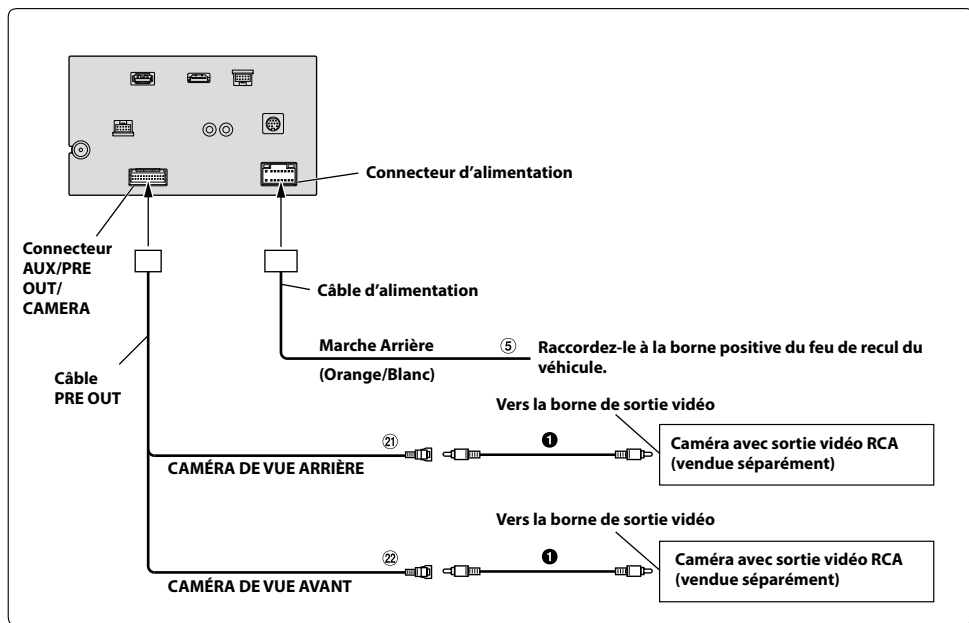 Connecteur d’alimentation
Connecteur
AUX/PRE
OUT/
CAMERA
Câble d’alimentation
Marche Arrière
(Orange/Blanc)
⑤
Raccordez-le à la borne positive du feu de recul du
véhicule.
Câble
PRE OUT
Vers la borne de sortie vidéo
㉑
CAMÉRA DE VUE ARRIÈRE
❶
Caméra avec sortie vidéo RCA
(vendue séparément)
Vers la borne de sortie vidéo
㉒
CAMÉRA DE VUE AVANT
❶
Caméra avec sortie vidéo RCA
(vendue séparément)